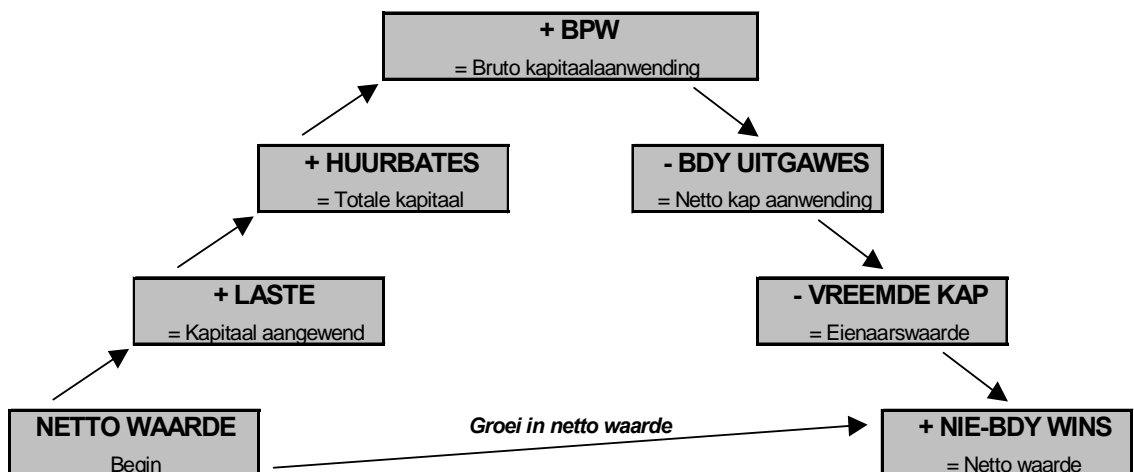 + BPW
= Bruto kapitaalaanwending
+ HUURBATES
= Totale kapitaal
- BDY UITGAWES
= Netto kap aanwending
+ LASTE
= Kapitaal aangewend
- VREEMDE KAP
= Eienaarswaarde
NETTO WAARDE
Begin
Groei in netto waarde
+ NIE-BDY WINS
= Netto waarde